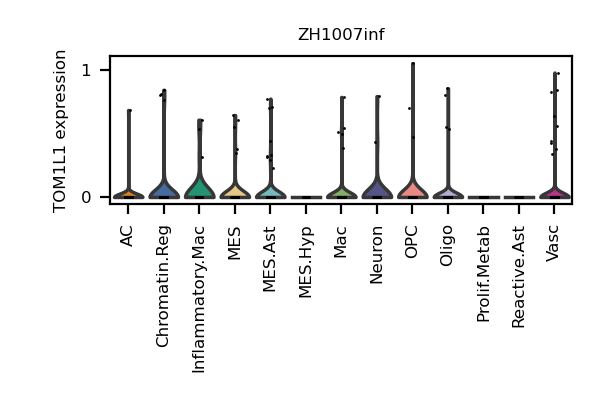 ZH1007inf
TOM1L1 expression
1
0
AC
Chromatin.Reg
Inflammatory.Mac
MES
MES.Ast
MES.Hyp
Mac
Neuron
OPC
Oligo
Prolif.Metab
Reactive.Ast
Vasc